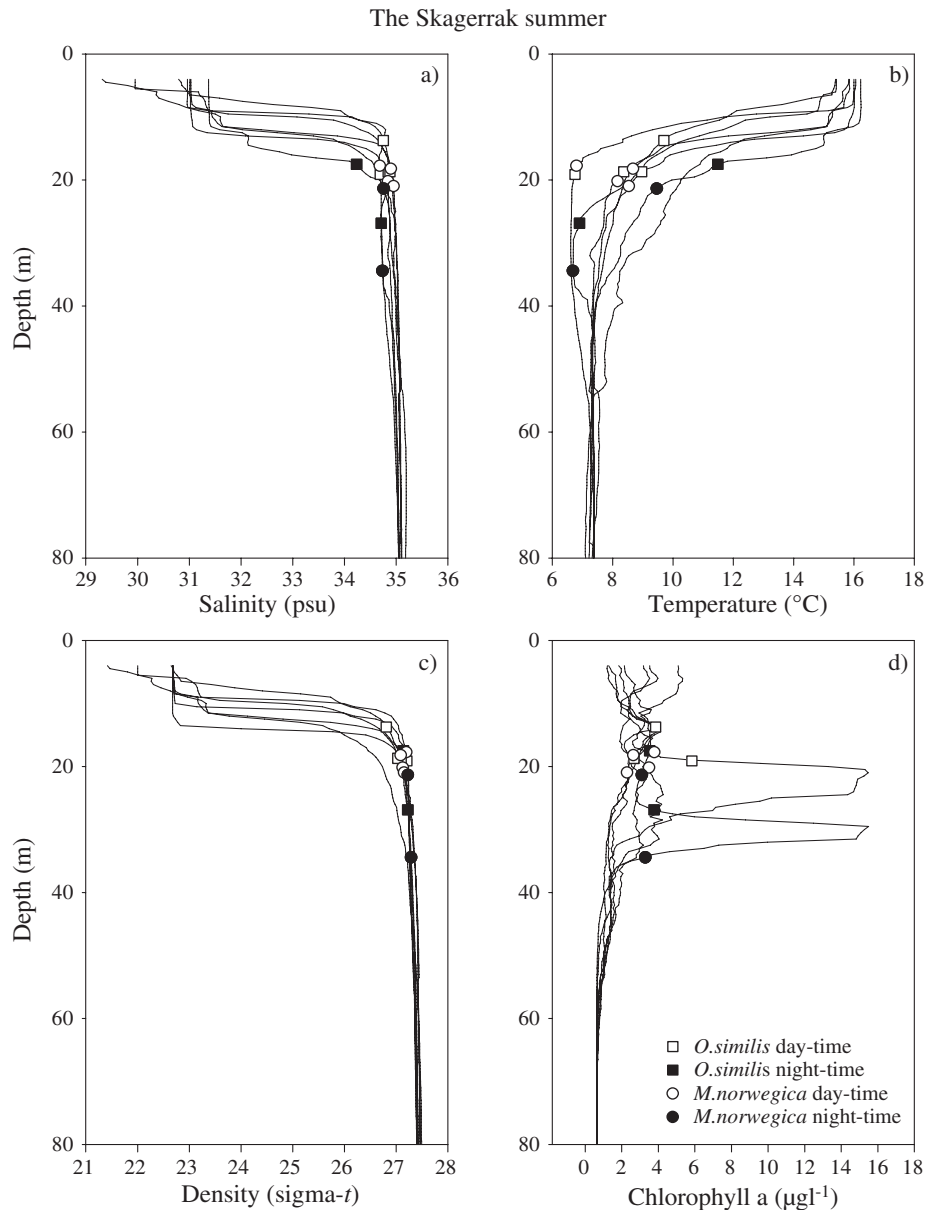 The Skagerrak summer
a)
0
20
40
60
80
Depth (m)
29 30 31 32 33 34 35 36
Salinity (psu)
b)
0
20
40
60
80
6 8 10 12 14 16 18
Temperature (°C)
c)
0
20
40
60
80
Depth (m)
21 22 23 24 25 26 27 28
Density (sigma-t)
d)
0
20
40
60
80
O.similis day-time
O.similis night-time
M.norwegica day-time
M.norwegica night-time
0 2 4 6 8 10 12 14 16 18
Chlorophyll a (µgl⁻¹)